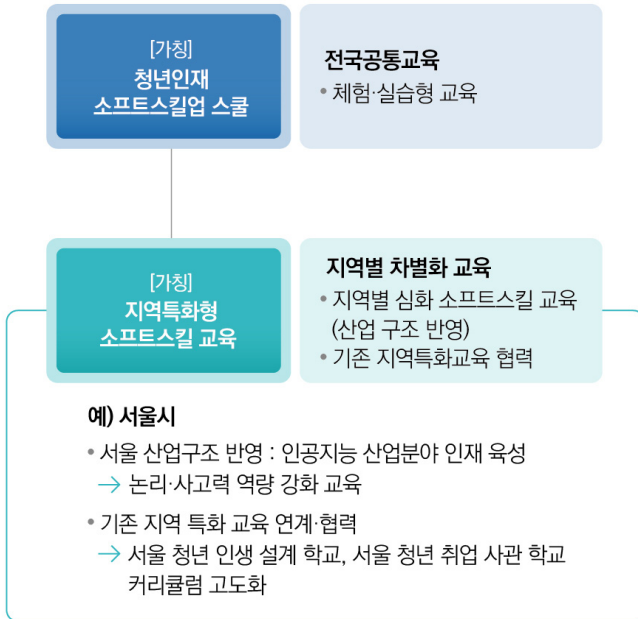 [가칭]
청년인재
소프트스킬업 스쿨
전국공통교육
• 체험·실습형 교육
[가칭]
지역특화형
소프트스킬 교육
지역별 차별화 교육
• 지역별 심화 소프트스킬 교육
(산업 구조 반영)
• 기존 지역특화교육 협력
예) 서울시
• 서울 산업구조 반영 : 인공지능 산업분야 인재 육성
→ 논리·사고력 역량 강화 교육
• 기존 지역 특화 교육 연계·협력
→ 서울 청년 인생 설계 학교, 서울 청년 취업 사관 학교
커리큘럼 고도화